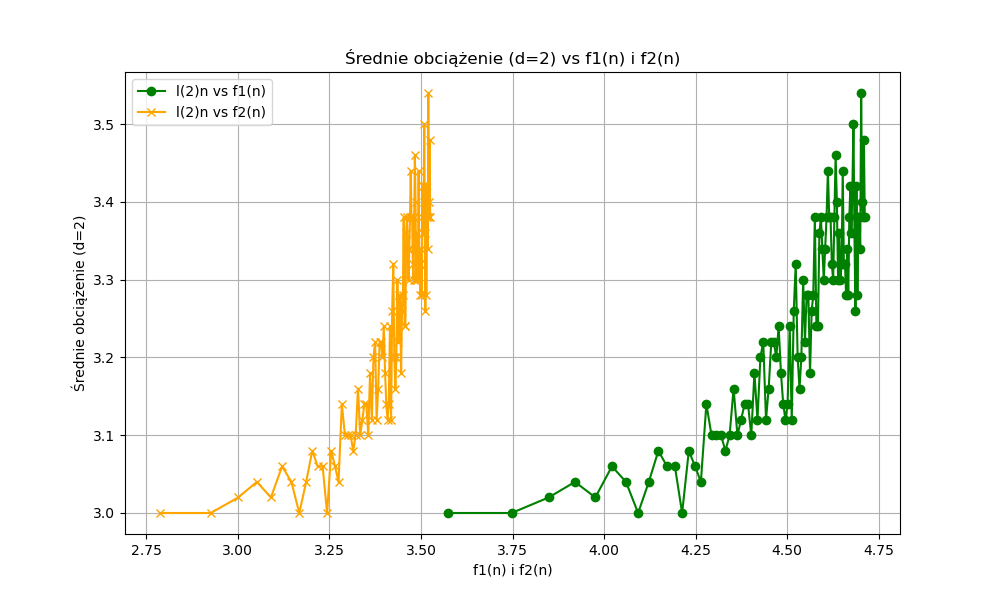 Średnie obciążenie (d=2) vs f1(n) i f2(n)
l(2)n vs f1(n)
l(2)n vs f2(n)
Średnie obciążenie (d=2)
3.5
3.4
3.3
3.2
3.1
3.0
2.75 3.00 3.25 3.50 3.75 4.00 4.25 4.50 4.75
f1(n) i f2(n)